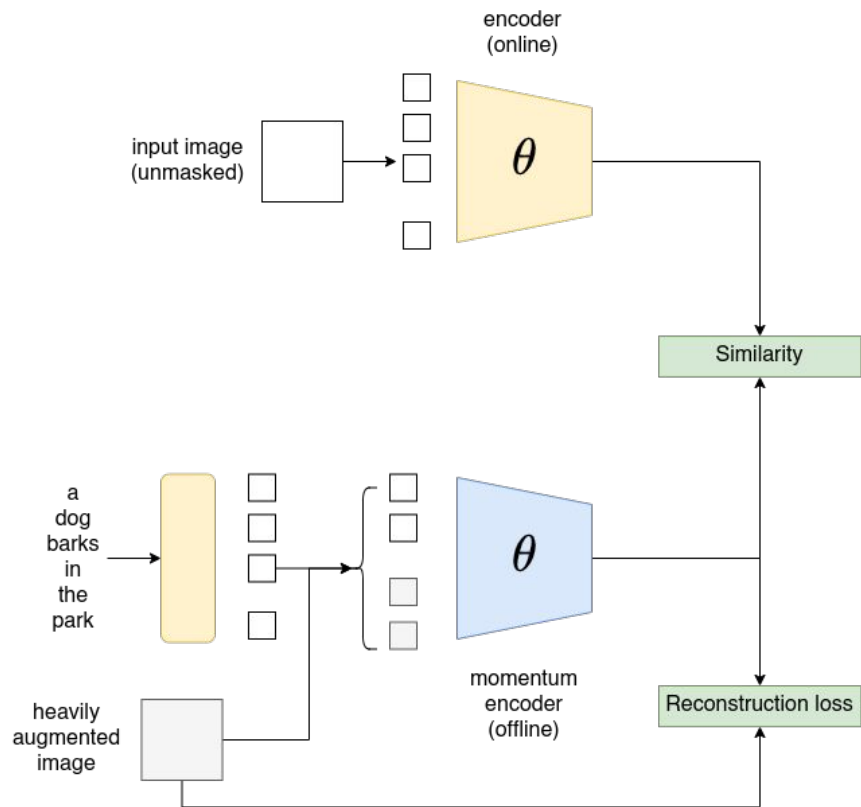 encoder
(online)
input image
(unmasked)
θ
Similarity
a
dog
barks
in
the
park
θ
momentum
encoder
(offline)
heavily
augmented
image
Reconstruction loss